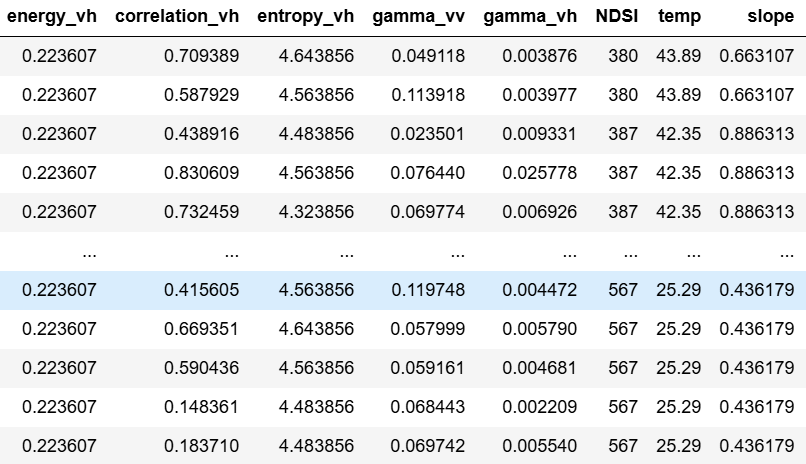 energy_vh correlation_vh entropy_vh gamma_vv gamma_vh NDSI temp slope
0.223607 0.709389 4.643856 0.049118 0.003876 380 43.89 0.663107
0.223607 0.587929 4.563856 0.113918 0.003977 380 43.89 0.663107
0.223607 0.438916 4.483856 0.023501 0.009331 387 42.35 0.886313
0.223607 0.830609 4.563856 0.076440 0.025778 387 42.35 0.886313
0.223607 0.732459 4.323856 0.069774 0.006926 387 42.35 0.886313
... ... ... ... ... ... ... ...
0.223607 0.415605 4.563856 0.119748 0.004472 567 25.29 0.436179
0.223607 0.669351 4.643856 0.057999 0.005790 567 25.29 0.436179
0.223607 0.590436 4.563856 0.059161 0.004681 567 25.29 0.436179
0.223607 0.148361 4.483856 0.068443 0.002209 567 25.29 0.436179
0.223607 0.183710 4.483856 0.069742 0.005540 567 25.29 0.436179